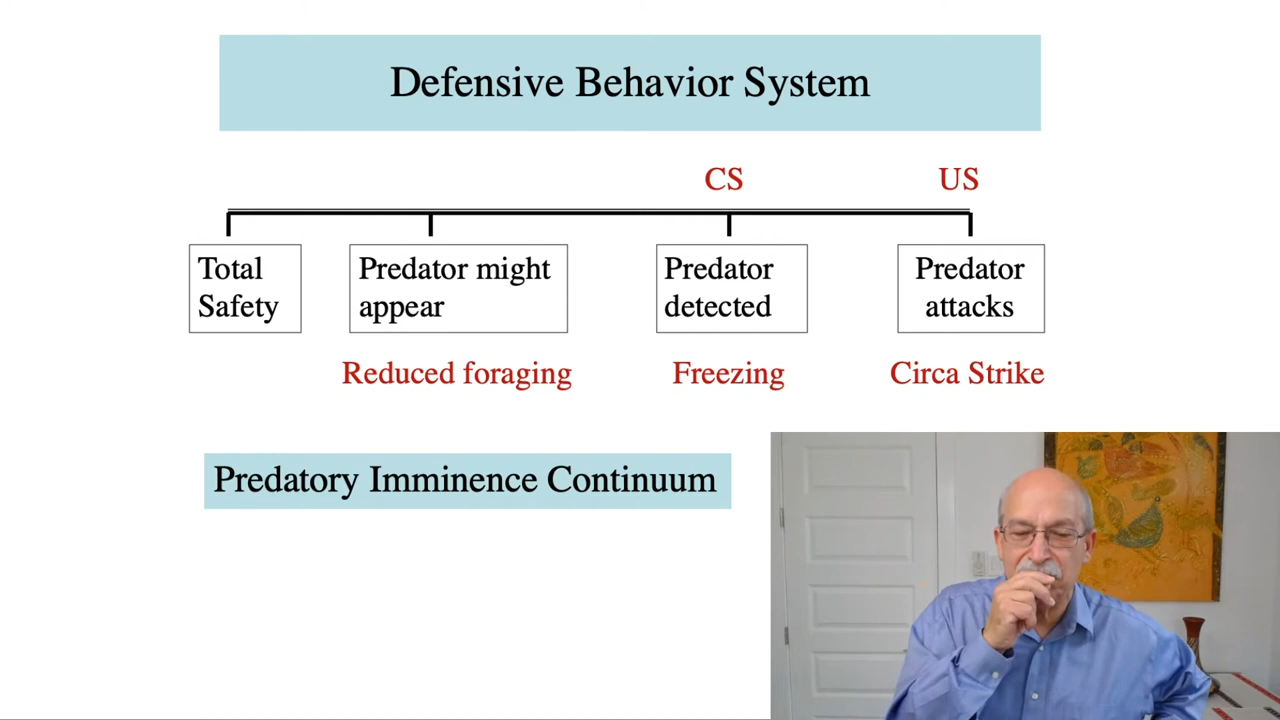 Defensive Behavior System
CS
US
Total
Safety
Predator might
appear
Predator
detected
Predator
attacks
Reduced foraging
Freezing
Circa Strike
Predatory Imminence Continuum